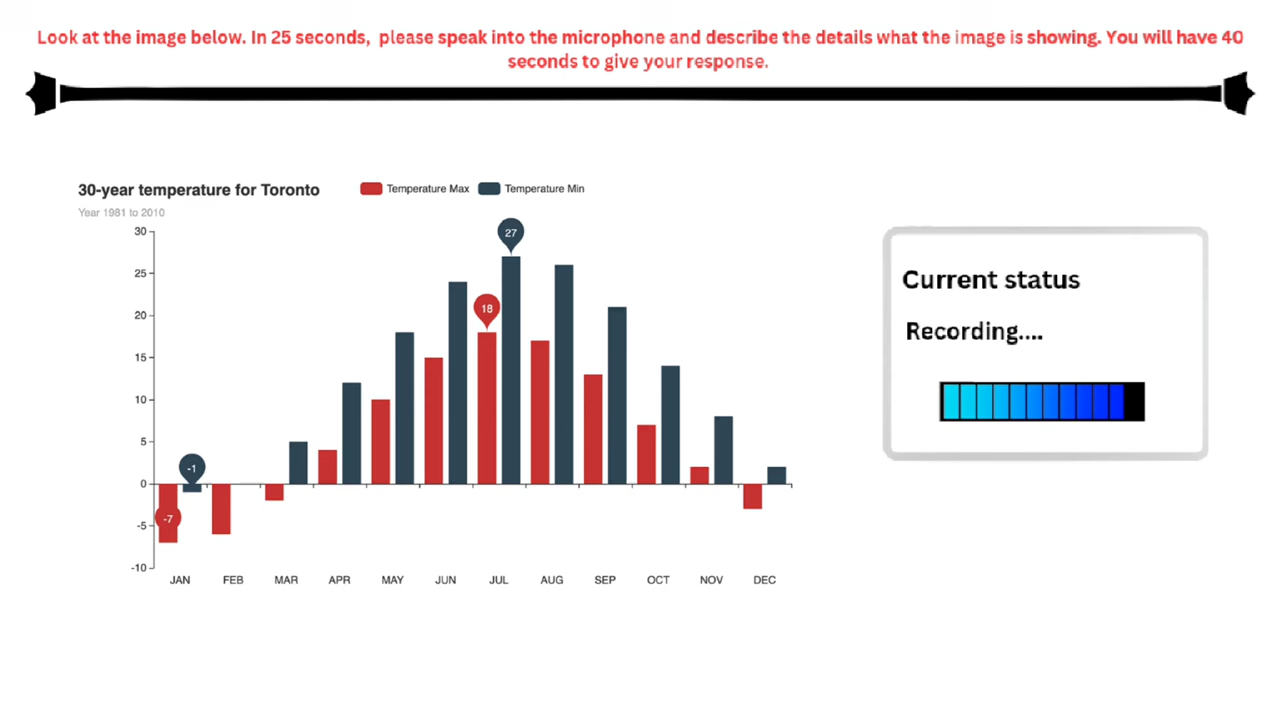 Look at the image below. In 25 seconds, please speak into the microphone and describe the details what the image is showing. You will have 40
seconds to give your response.
30-year temperature for Toronto
Temperature Max
Temperature Min
Year 1981 to 2010
30
25
20
15
10
5
0
-5
-10
-7
-1
18
27
JAN FEB MAR APR MAY JUN JUL AUG SEP OCT NOV DEC
Current status
Recording....